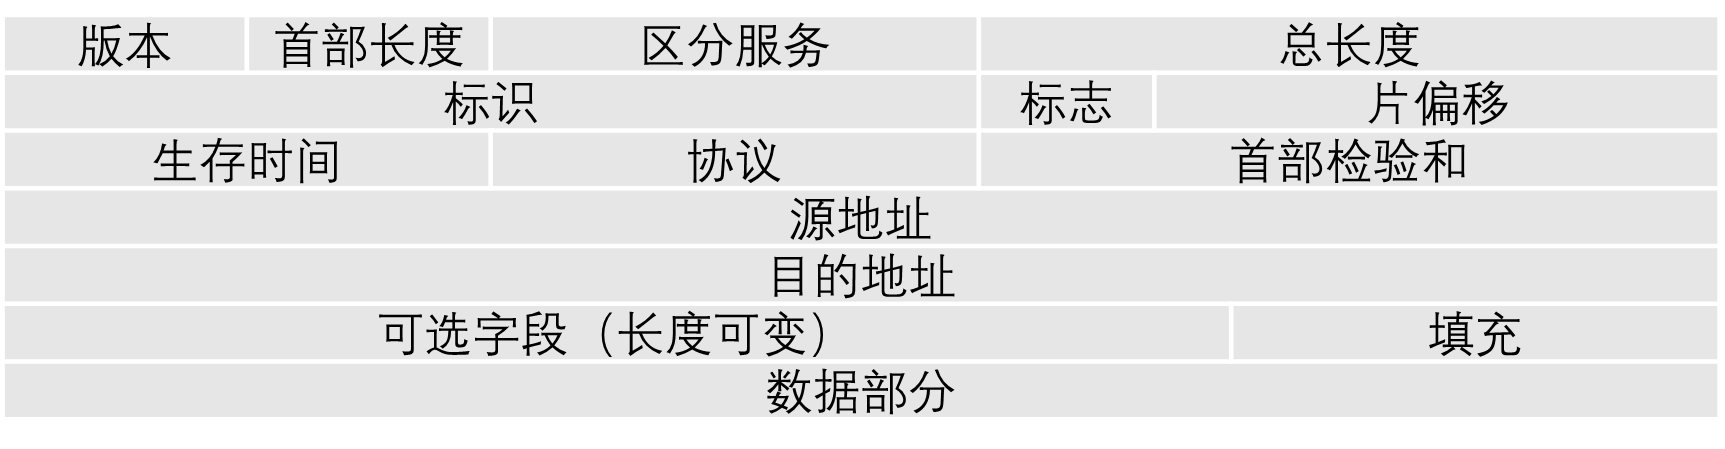 版本 首部长度 区分服务 总长度
标识 标志 片偏移
生存时间 协议 首部检验和
源地址
目的地址
可选字段（长度可变） 填充
数据部分